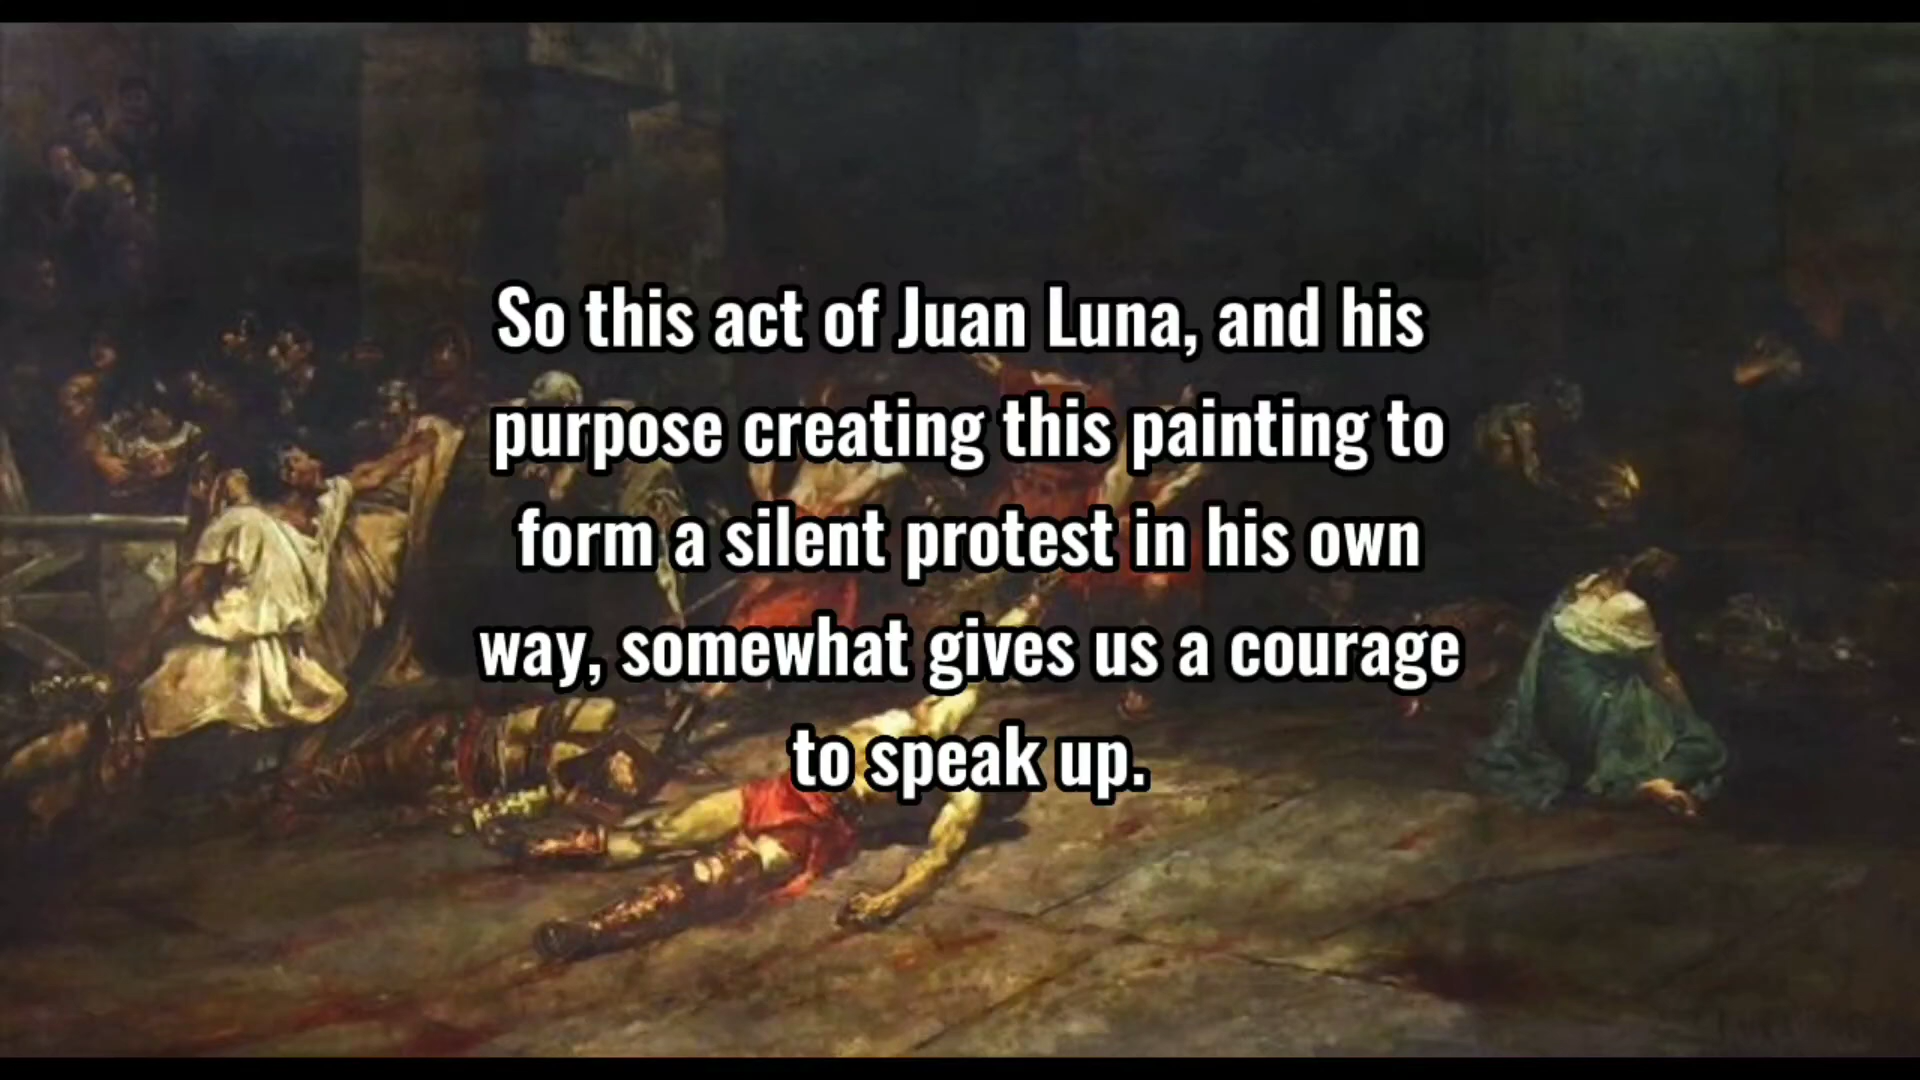 So this act of Juan Luna, and his
purpose creating this painting to
form a silent protest in his own
way, somewhat gives us a courage
to speak up.